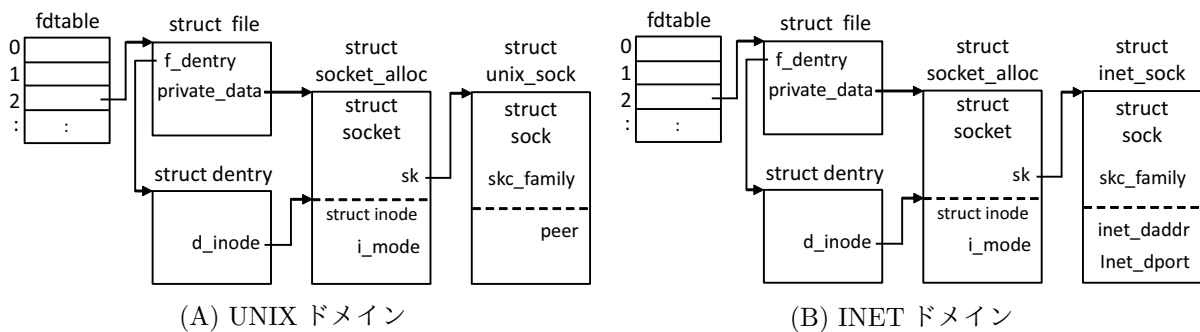 fdtable
0
1
2
:
:
struct file
f_dentry
private_data
struct dentry
d_inode
struct
socket_alloc
struct
socket
sk
struct inode
i_mode
struct
unix_sock
struct
sock
skc_family
peer
(A) UNIX ドメイン
fdtable
0
1
2
:
:
struct file
f_dentry
private_data
struct dentry
d_inode
struct
socket_alloc
struct
socket
sk
struct inode
i_mode
struct
inet_sock
struct
sock
skc_family
inet_daddr
Inet_dport
(B) INET ドメイン